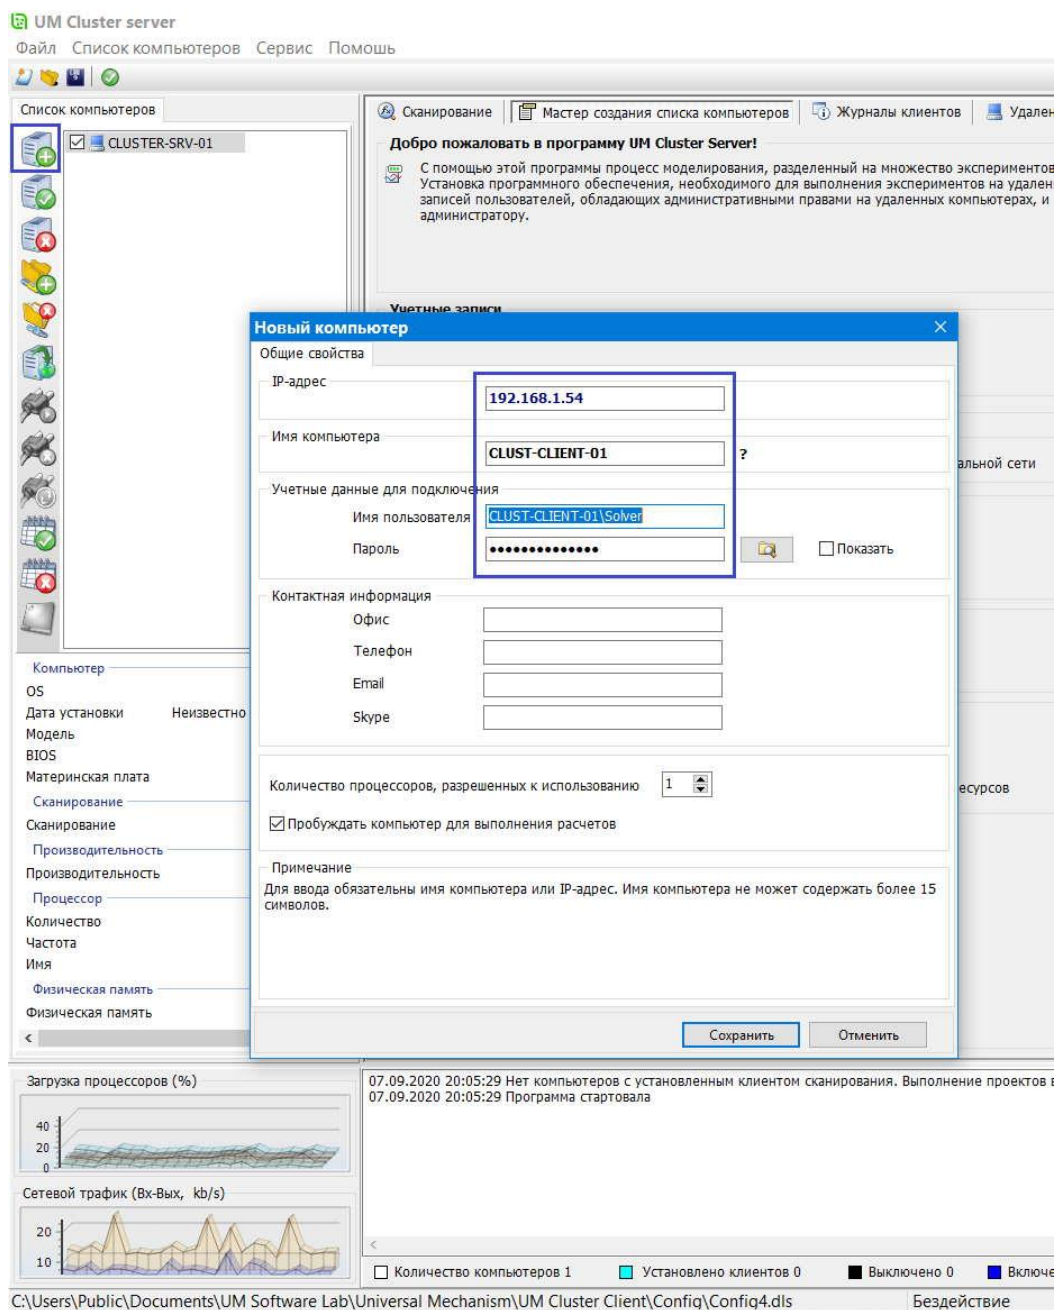 UM Cluster server
Файл Список компьютеров Сервис Помошь
Список компьютеров
CLUSTER-SRV-01
Сканирование Мастер создания списка компьютеров Журналы клиентов Удален
Добро пожаловать в программу UM Cluster Server!
С помощью этой программы процесс моделирования, разделенный на множество экспериментов
Установка программного обеспечения, необходимого для выполнения экспериментов на удален
записей пользователей, обладающих административными правами на удаленных компьютерах, и
администратору.
Учетные записи
Новый компьютер
Общие свойства
IP-адрес
192.168.1.54
Имя компьютера
CLUST-CLIENT-01 ?
альной сети
Учетные данные для подключения
Имя пользователя CLUST-CLIENT-01\Solver
Пароль •••••••••••••• Показать
Контактная информация
Офис
Телефон
Email
Skype
Количество процессоров, разрешенных к использованию 1
есурсов
Пробуждать компьютер для выполнения расчетов
Примечание
Для ввода обязательны имя компьютера или IP-адрес. Имя компьютера не может содержать более 15
символов.
Сохранить Отменить
Компьютер
OS
Дата установки Неизвестно
Модель
BIOS
Материнская плата
Сканирование
Сканирование
Производительность
Производительность
Процессор
Количество
Частота
Имя
Физическая память
Физическая память
Загрузка процессоров (%)
40
20
0
Сетевой трафик (Вх-Вых, kb/s)
20
10
07.09.2020 20:05:29 Нет компьютеров с установленным клиентом сканирования. Выполнение проектов в
07.09.2020 20:05:29 Программа стартовала
Количество компьютеров 1 Установлено клиентов 0 Выключено 0 Включе
C:\Users\Public\Documents\UM Software Lab\Universal Mechanism\UM Cluster Client\Config\Config4.dls Бездействие